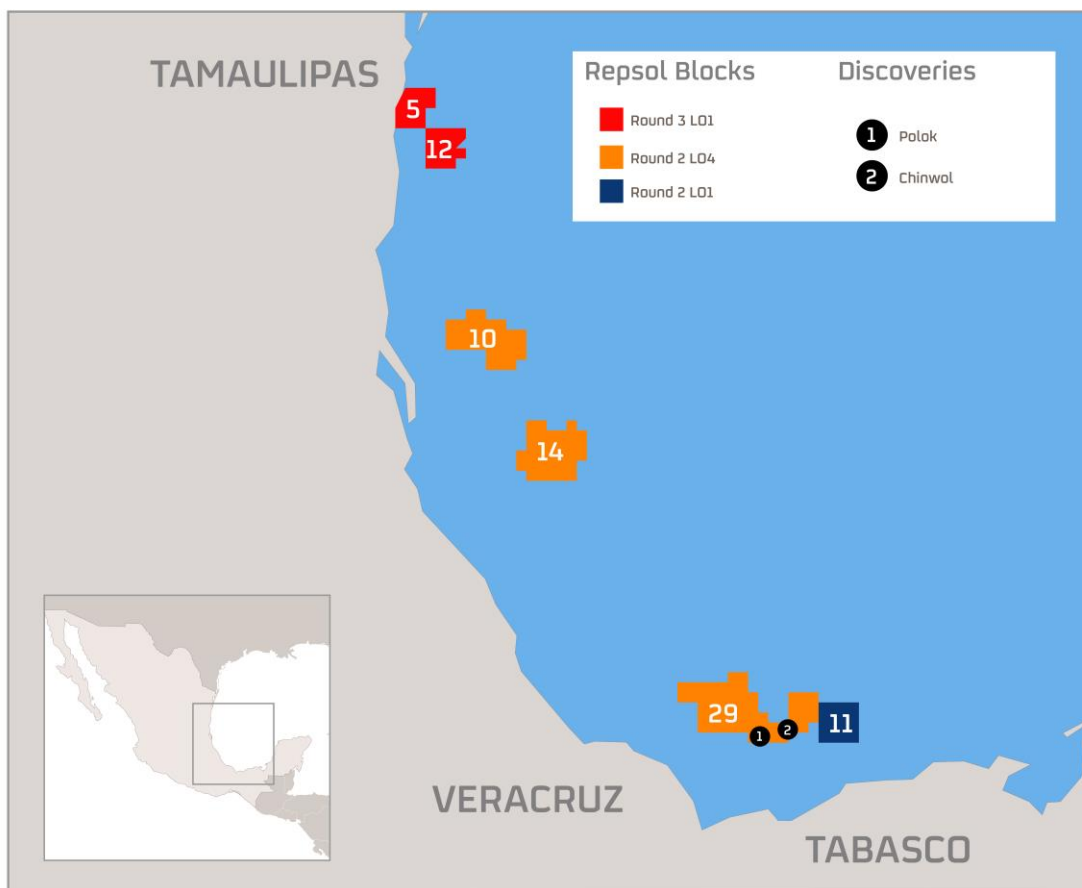 TAMAULIPAS
Repsol Blocks
Discoveries
Round 3 L01
Round 2 L04
Round 2 L01
1 Polok
2 Chinwol
5
12
10
14
29
1
2
11
VERACRUZ
TABASCO